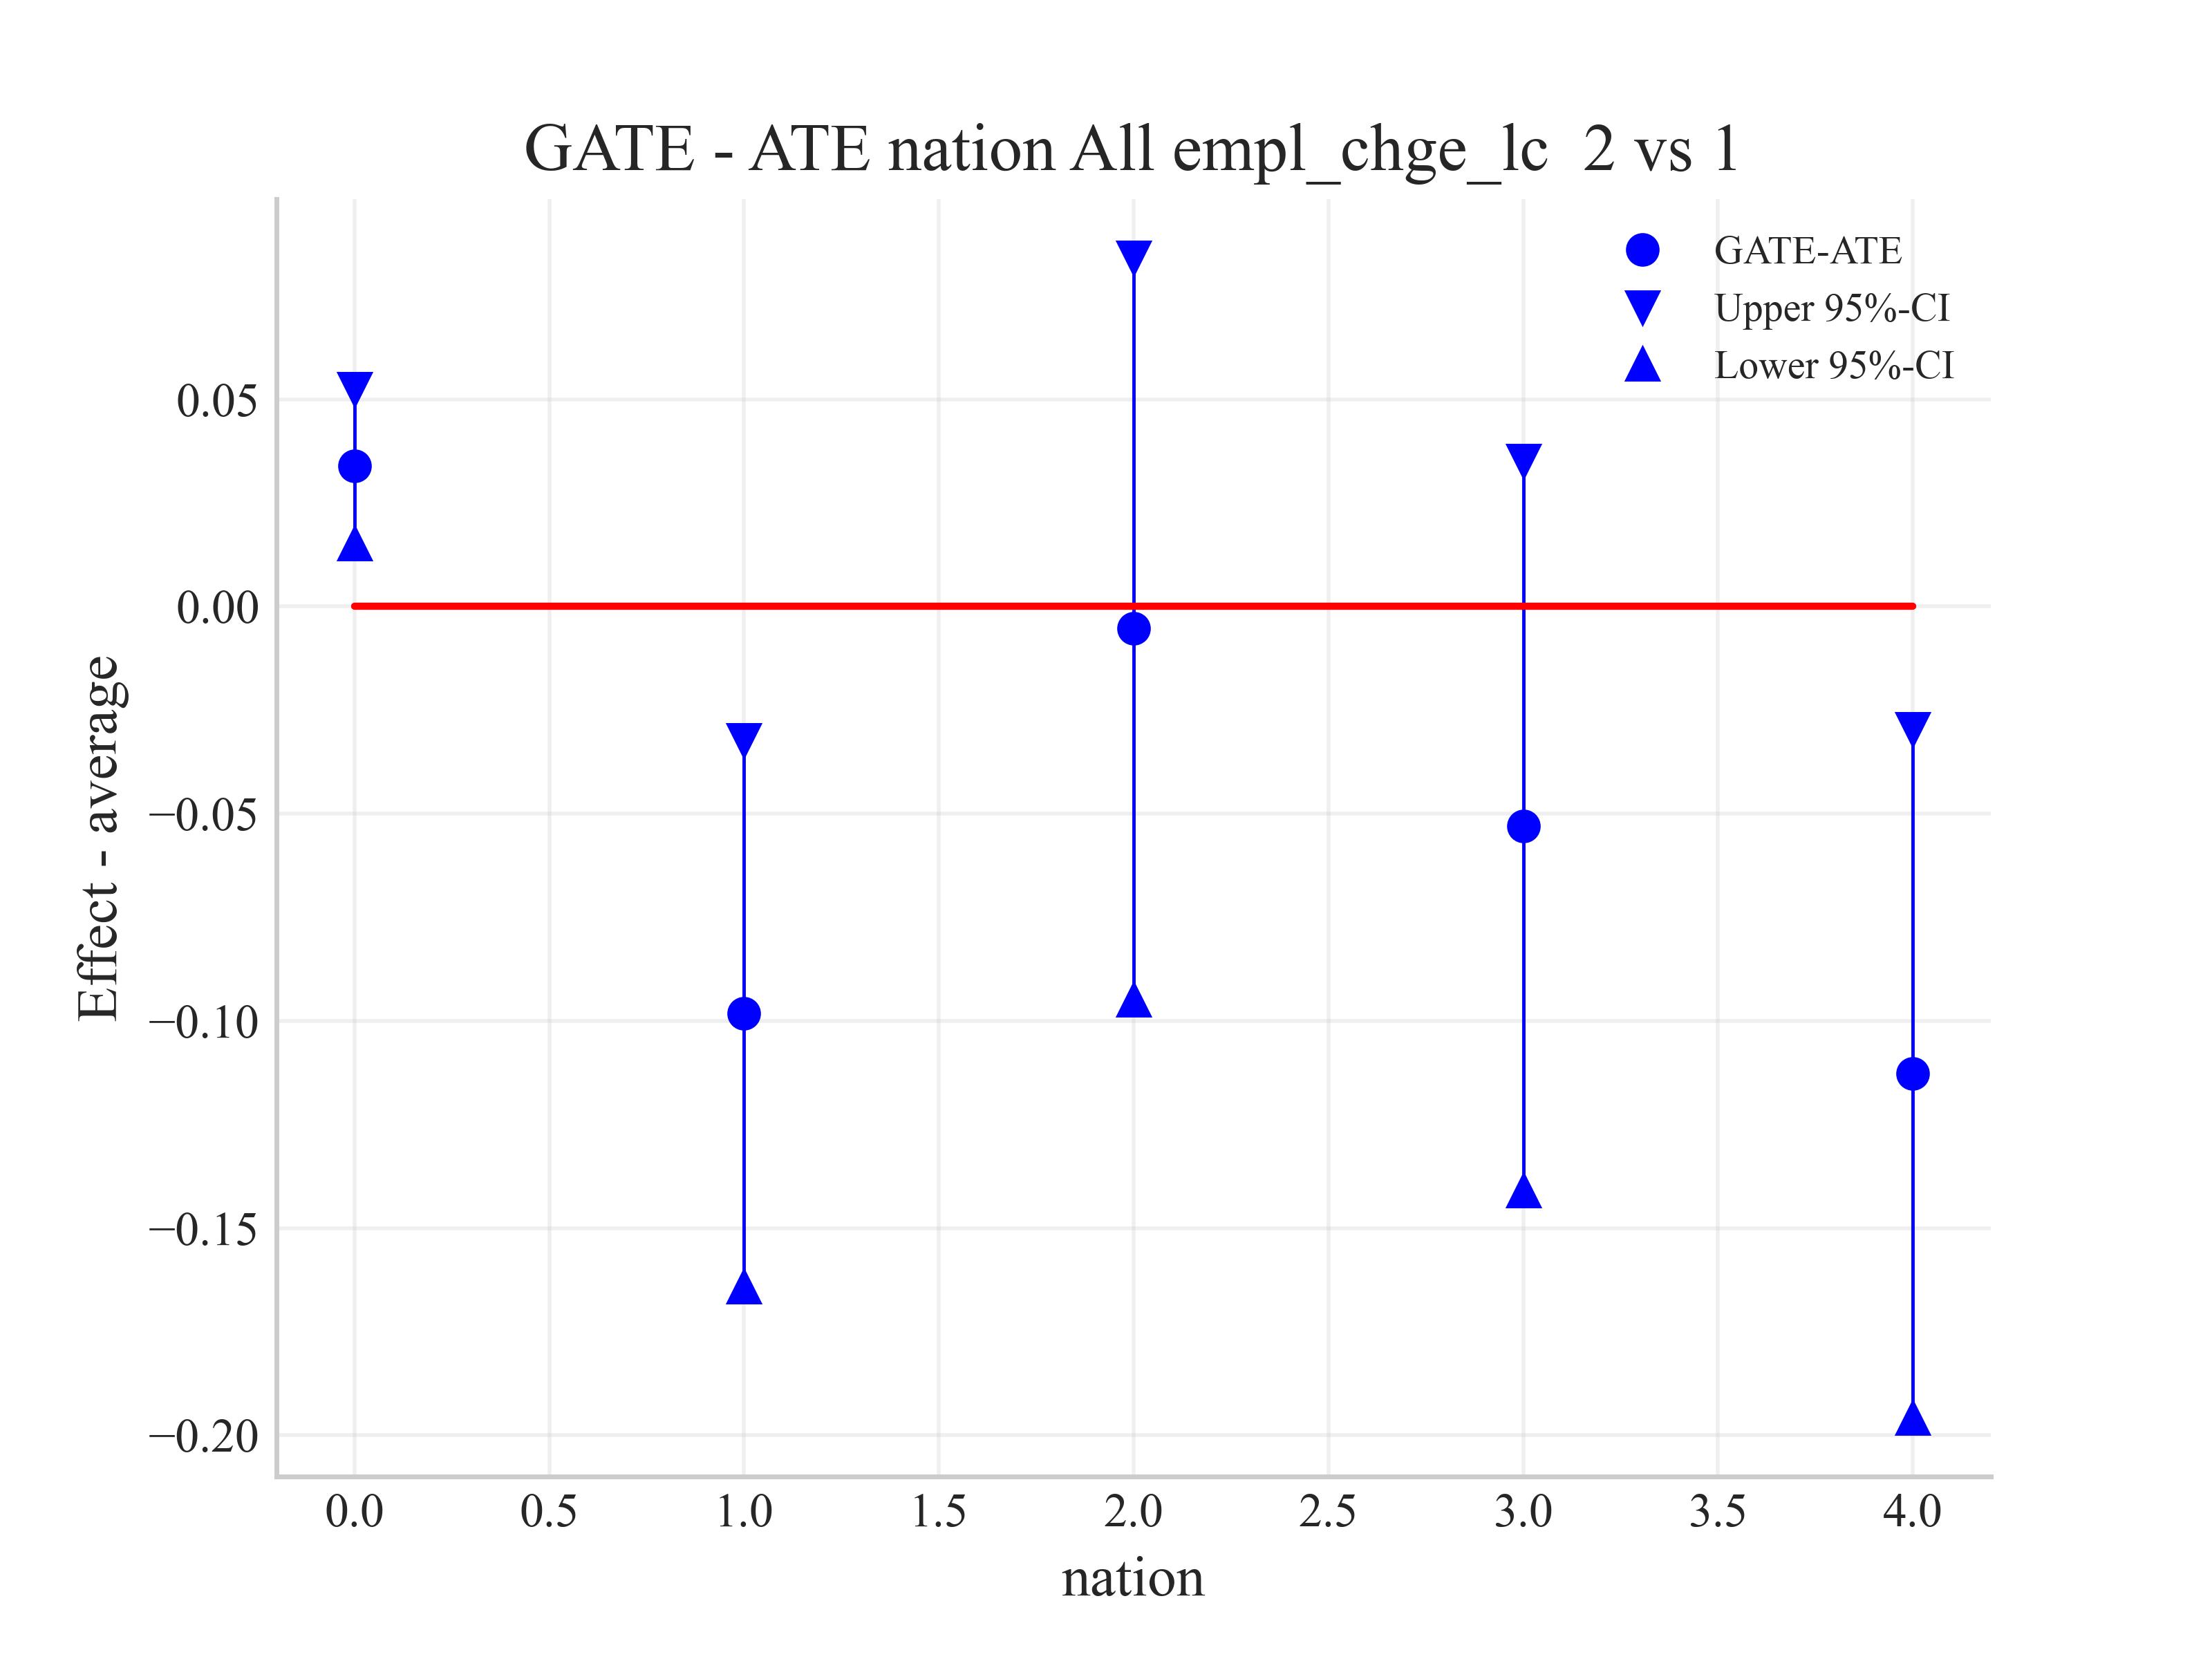 GATE - ATE nation All empl_chge_lc  2 vs 1
GATE-ATE
Upper 95%-CI
Lower 95%-CI
0.05
0.00
−0.05
−0.10
−0.15
−0.20
Effect - average
0.0 0.5 1.0 1.5 2.0 2.5 3.0 3.5 4.0
nation